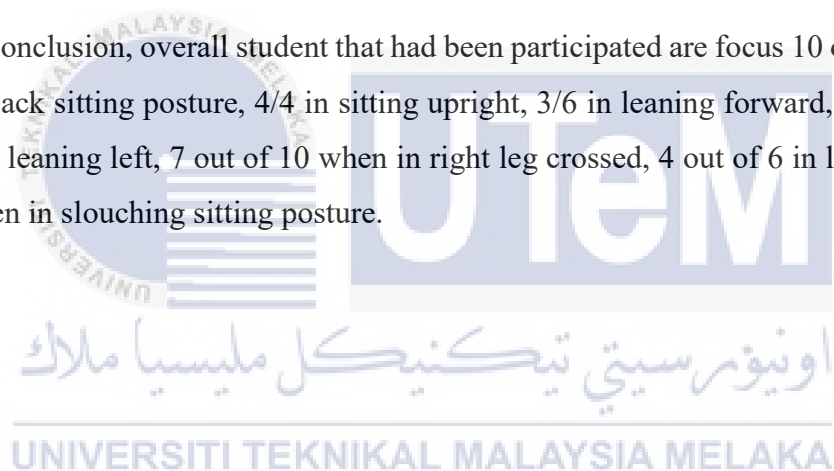 onclusion, overall student that had been participated are focus 10
ack sitting posture, 4/4 in sitting upright, 3/6 in leaning forward,
leaning left, 7 out of 10 when in right leg crossed, 4 out of 6 in
en in slouching sitting posture.
UTeM
اونيۏرسيتي تيكنيكل مليسيا ملاك
UNIVERSITI TEKNIKAL MALAYSIA MELAKA